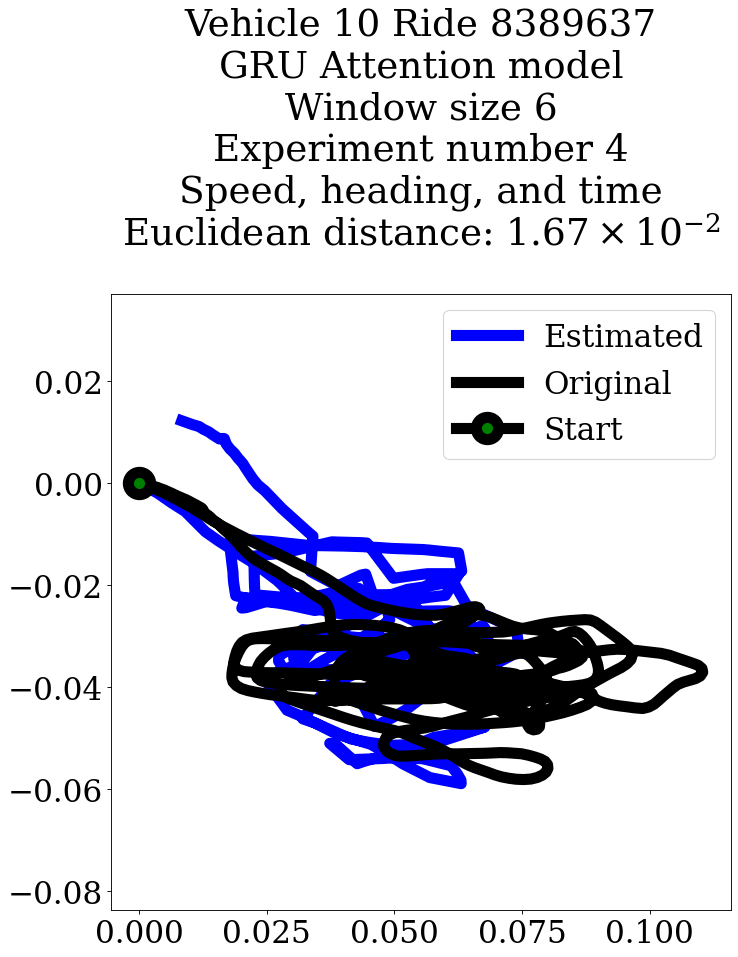 Vehicle 10 Ride 8389637
GRU Attention model
Window size 6
Experiment number 4
Speed, heading, and time
Euclidean distance: 1.67 × 10⁻²
Estimated
Original
Start
0.02
0.00
−0.02
−0.04
−0.06
−0.08
0.000 0.025 0.050 0.075 0.100